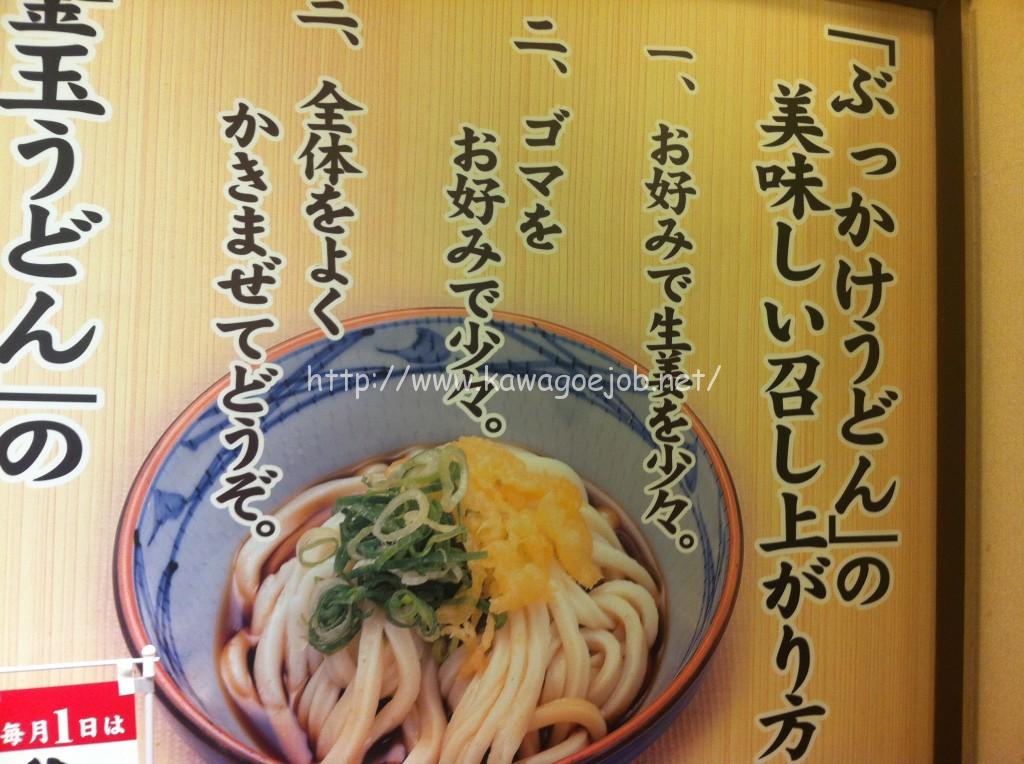 「ぶっかけうどん」の
美味しい召し上がり方
一、お好みで生姜を少々。
二、ゴマを
お好みで少々。
三、全体をよく
かきまぜてどうぞ。
釜玉うどん」の
毎月1日は
http://www.kawagoejob.net/